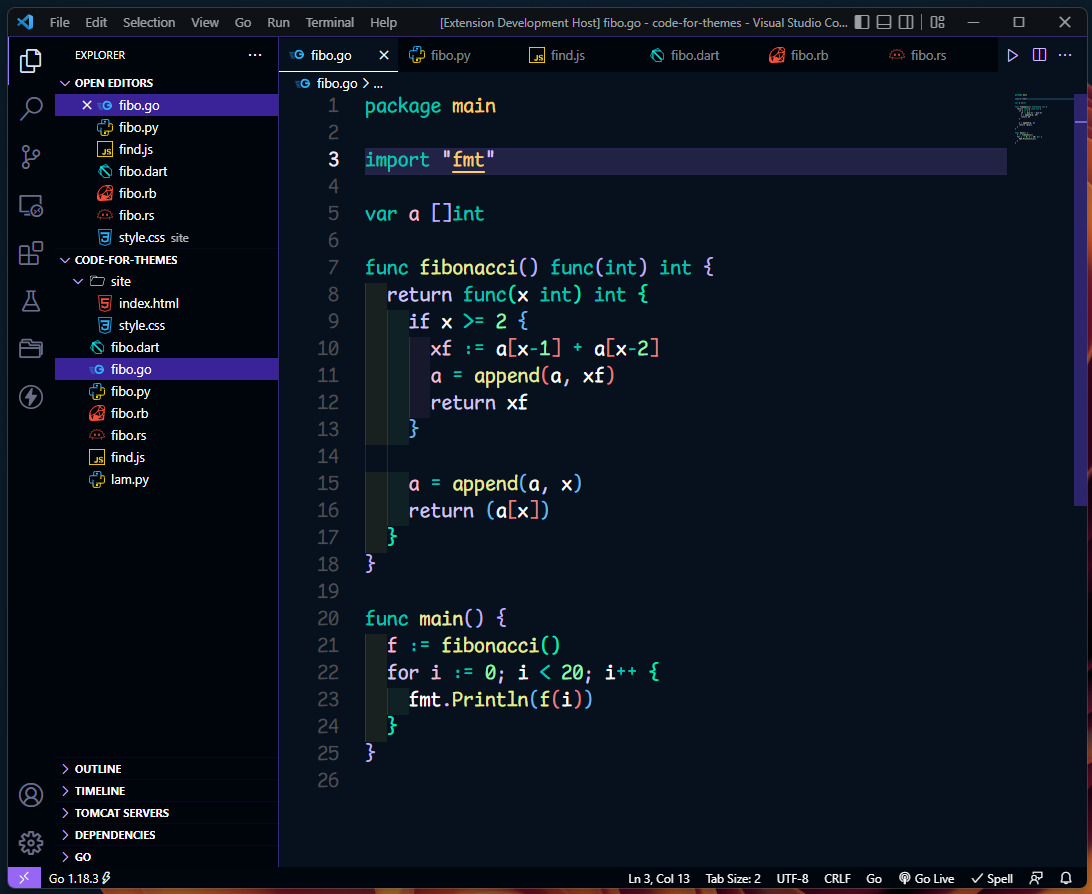 File Edit Selection View Go Run Terminal Help [Extension Development Host] fibo.go - code-for-themes - Visual Studio Co...
EXPLORER ...
fibo.go fibo.py find.js fibo.dart fibo.rb fibo.rs
fibo.go > ...
OPEN EDITORS
fibo.go
fibo.py
find.js
fibo.dart
fibo.rb
fibo.rs
style.css site
CODE-FOR-THEMES
site
index.html
style.css
fibo.dart
fibo.go
fibo.py
fibo.rb
fibo.rs
find.js
lam.py
OUTLINE
TIMELINE
TOMCAT SERVERS
DEPENDENCIES
GO
1 package main
2
3 import "fmt"
4
5 var a []int
6
7 func fibonacci() func(int) int {
8 return func(x int) int {
9 if x >= 2 {
10 xf := a[x-1] + a[x-2]
11 a = append(a, xf)
12 return xf
13 }
14
15 a = append(a, x)
16 return (a[x])
17 }
18 }
19
20 func main() {
21 f := fibonacci()
22 for i := 0; i < 20; i++ {
23 fmt.Println(f(i))
24 }
25 }
26
Go 1.18.3 Ln 3, Col 13 Tab Size: 2 UTF-8 CRLF Go Go Live Spell